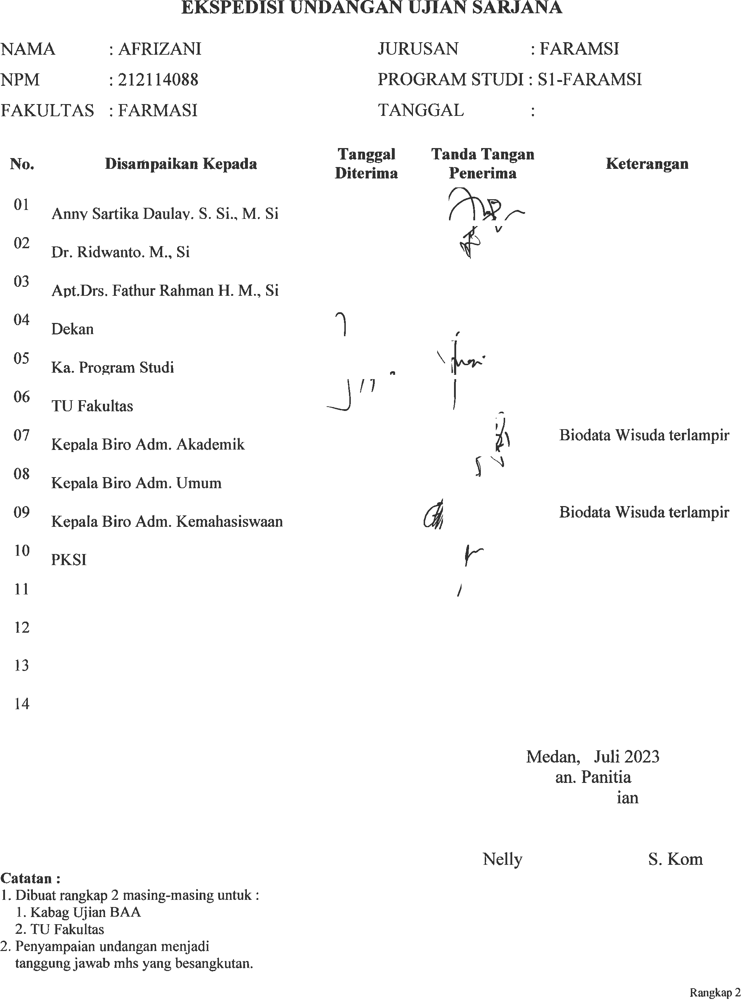 EKSPEDISI UNDANGAN UJIAN SARJANA
NAMA : AFRIZANI JURUSAN : FARAMSI
NPM : 212114088 PROGRAM STUDI : S1-FARAMSI
FAKULTAS : FARMASI TANGGAL :
No. Disampaikan Kepada Tanggal Diterima Tanda Tangan Penerima Keterangan
01 Anny Sartika Daulay. S. Si., M. Si
02 Dr. Ridwanto. M., Si
03 Apt.Drs. Fathur Rahman H. M., Si
04 Dekan
05 Ka. Program Studi
06 TU Fakultas
07 Kepala Biro Adm. Akademik Biodata Wisuda terlampir
08 Kepala Biro Adm. Umum
09 Kepala Biro Adm. Kemahasiswaan Biodata Wisuda terlampir
10 PKSI
11
12
13
14
Medan, Juli 2023
an. Panitia
ian
Nelly S. Kom
Catatan :
1. Dibuat rangkap 2 masing-masing untuk :
1. Kabag Ujian BAA
2. TU Fakultas
2. Penyampaian undangan menjadi
tanggung jawab mhs yang besangkutan.
Rangkap 2